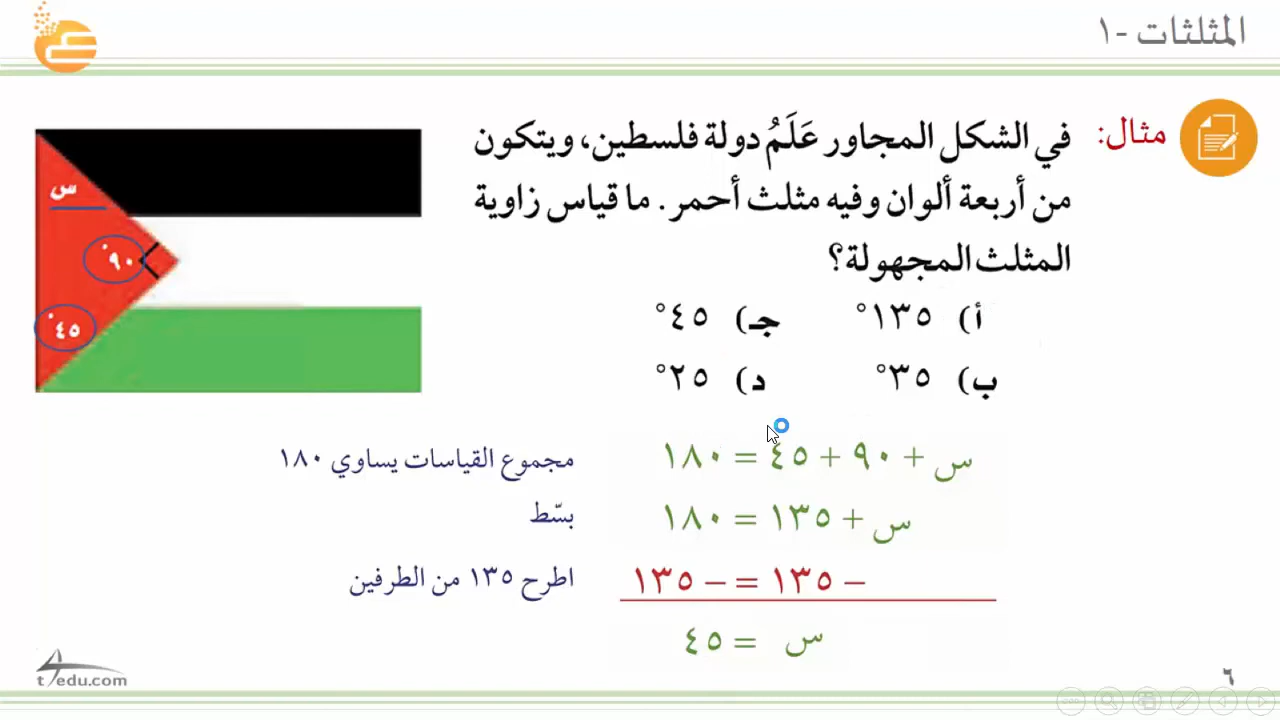 المثلثات -١
مثال:
في الشكل المجاور عَلَمُ دولة فلسطين، ويتكون
من أربعة ألوان وفيه مثلث أحمر. ما قياس زاوية
المثلث المجهولة؟
أ) ١٣٥°
جـ) ٤٥°
ب) ٣٥°
د) ٢٥°
س
٩٠°
٤٥°
س + ٩٠ + ٤٥ = ١٨٠
مجموع القياسات يساوي ١٨٠
س + ١٣٥ = ١٨٠
بسّط
− ١٣٥ = − ١٣٥
اطرح ١٣٥ من الطرفين
س = ٤٥
t4edu.com
٦